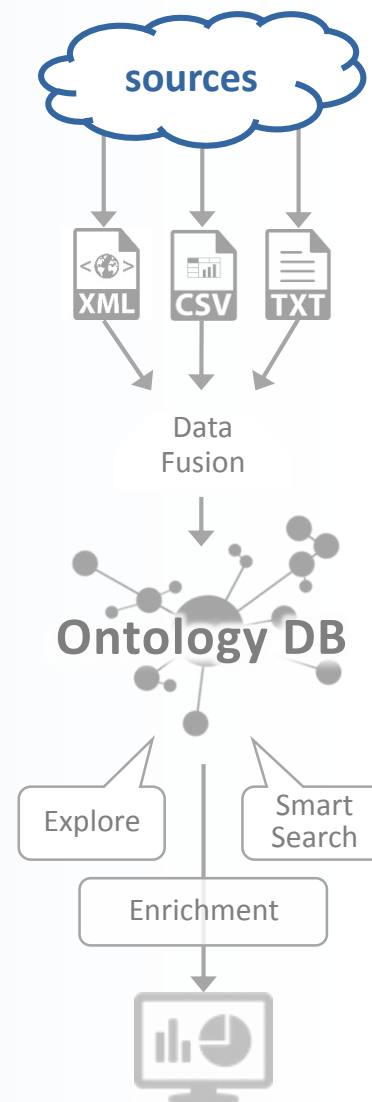 sources
XML
CSV
TXT
Data
Fusion
Ontology DB
Explore
Smart
Search
Enrichment